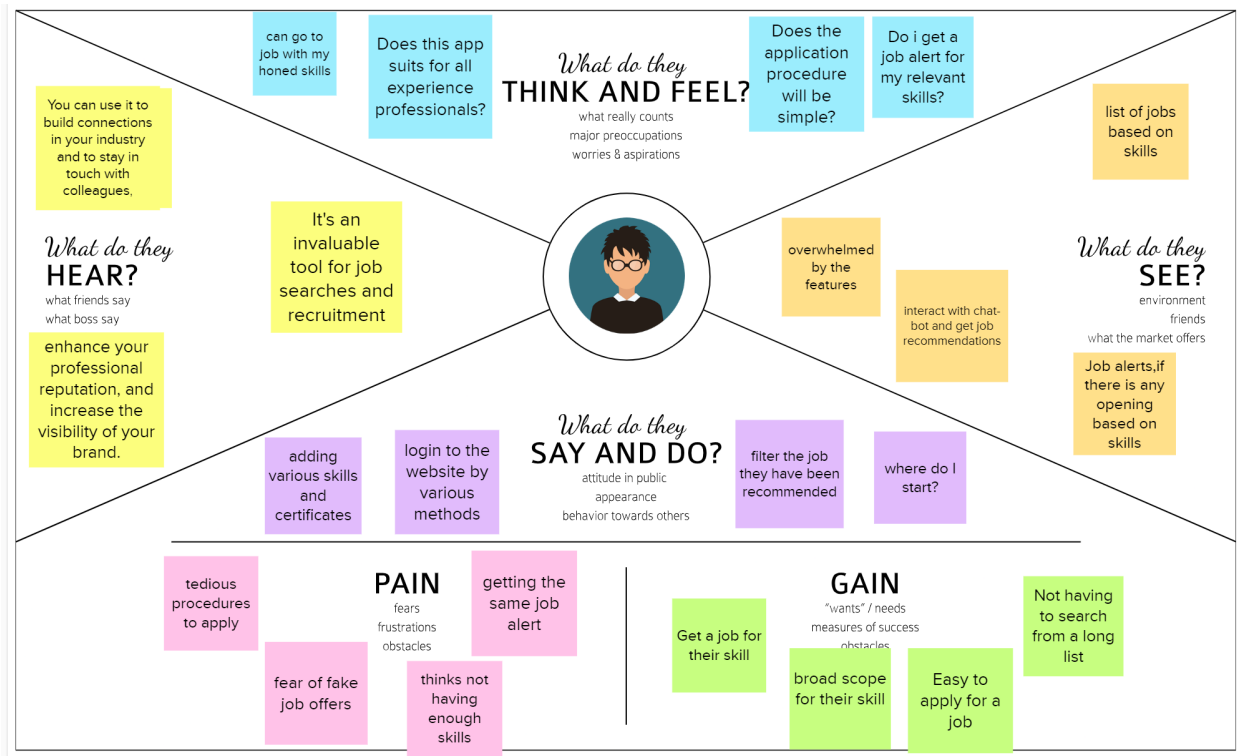 can go to
job with my
honed skills
Does this app
suits for all
experience
professionals?
What do they
THINK AND FEEL?
what really counts
major preoccupations
worries & aspirations
Does the
application
procedure
will be
simple?
Do i get a
job alert for
my relevant
skills?
You can use it to
build connections
in your industry
and to stay in
touch with
colleagues,
What do they
HEAR?
what friends say
what boss say
It's an
invaluable
tool for job
searches and
recruitment
enhance your
professional
reputation, and
increase the
visibility of your
brand.
list of jobs
based on
skills
overwhelmed
by the
features
interact with chat-
bot and get job
recommendations
What do they
SEE?
environment
friends
what the market offers
Job alerts,if
there is any
opening
based on
skills
What do they
SAY AND DO?
attitude in public
appearance
behavior towards others
adding
various skills
and
certificates
login to the
website by
various
methods
filter the job
they have been
recommended
where do I
start?
PAIN
fears
frustrations
obstacles
tedious
procedures
to apply
getting the
same job
alert
fear of fake
job offers
thinks not
having
enough
skills
GAIN
"wants" / needs
measures of success
obstacles
Get a job for
their skill
broad scope
for their skill
Easy to
apply for a
job
Not having
to search
from a long
list